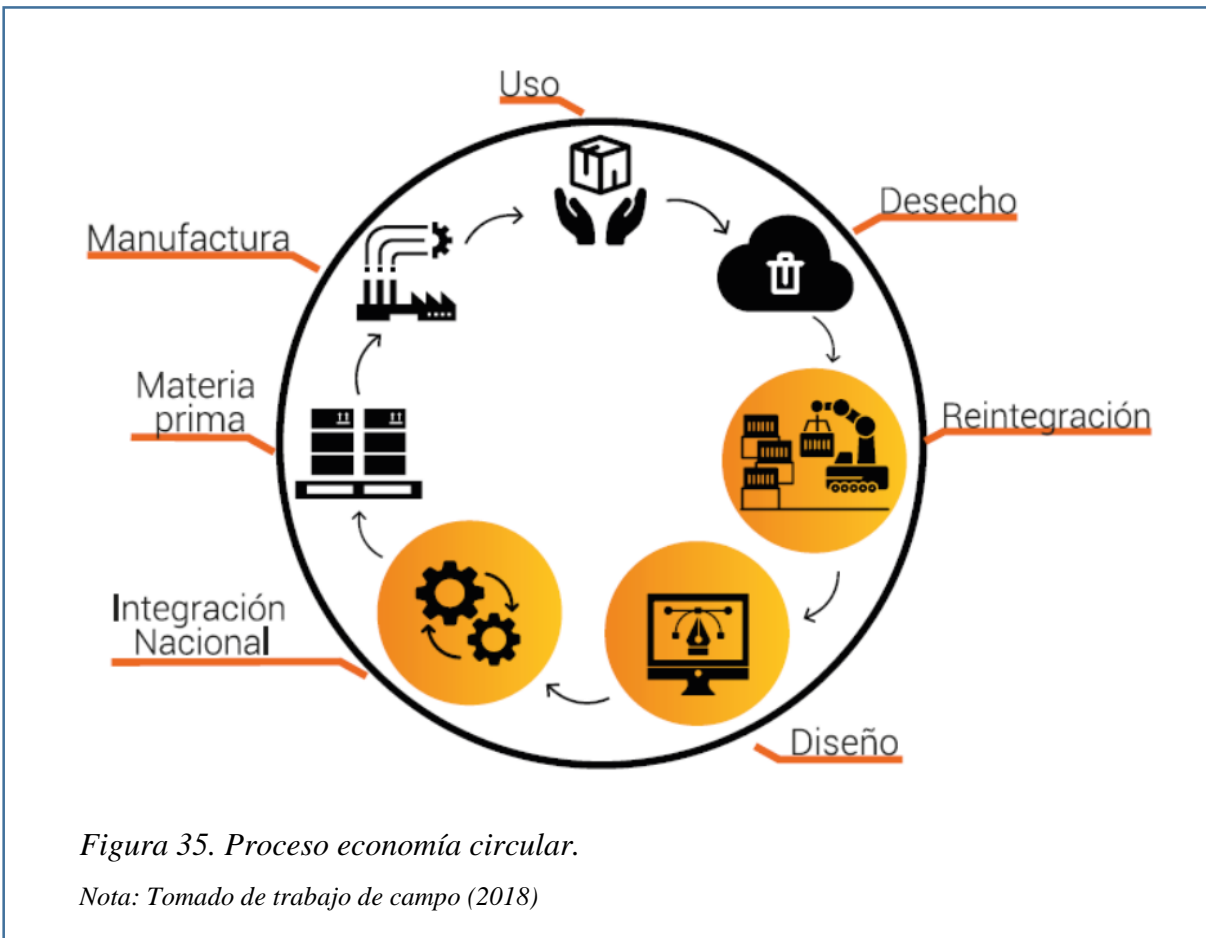 Uso
Desecho
Manufactura
Materia
prima
Reintegración
Integración
Nacional
Diseño
Figura 35. Proceso economía circular.
Nota: Tomado de trabajo de campo (2018)